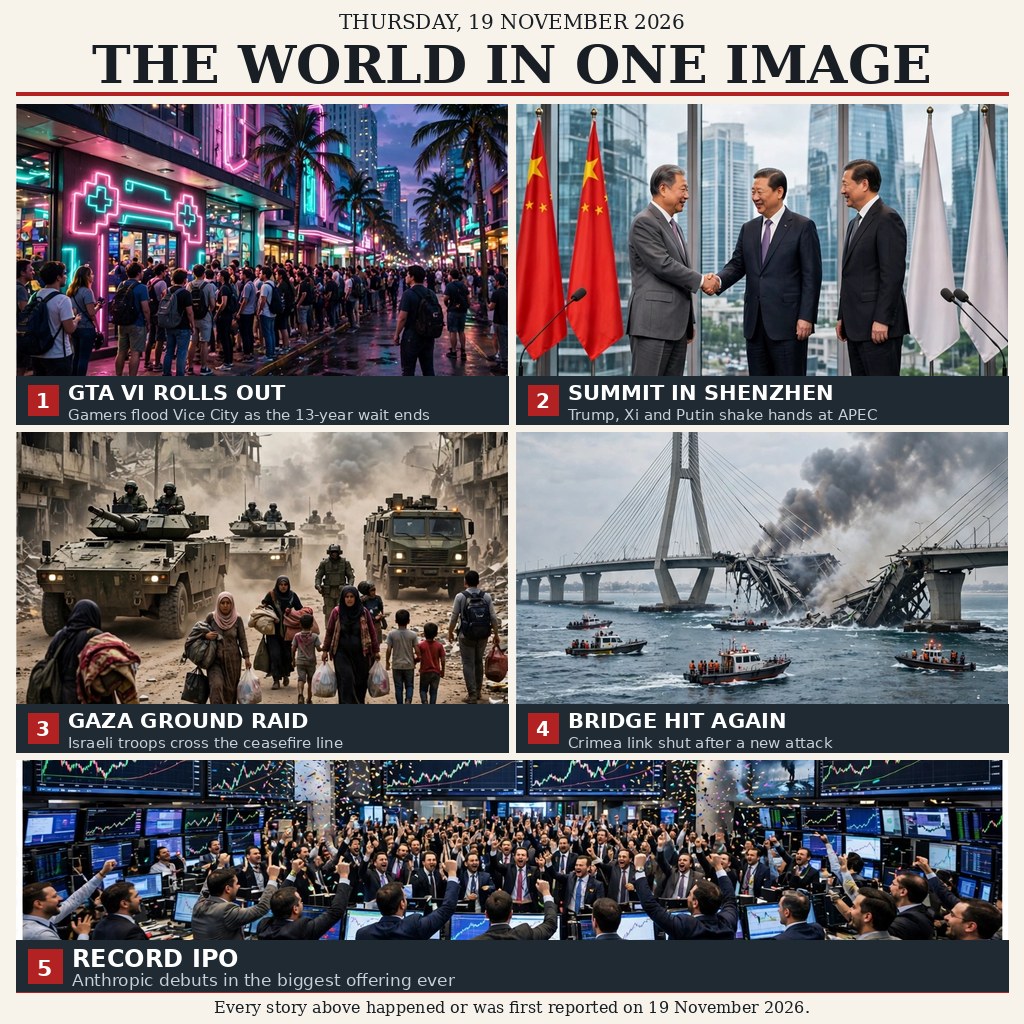 THURSDAY, 19 NOVEMBER 2026
THE WORLD IN ONE IMAGE
1
GTA VI ROLLS OUT
Gamers flood Vice City as the 13-year wait ends
2
SUMMIT IN SHENZHEN
Trump, Xi and Putin shake hands at APEC
3
GAZA GROUND RAID
Israeli troops cross the ceasefire line
4
BRIDGE HIT AGAIN
Crimea link shut after a new attack
5
RECORD IPO
Anthropic debuts in the biggest offering ever
Every story above happened or was first reported on 19 November 2026.